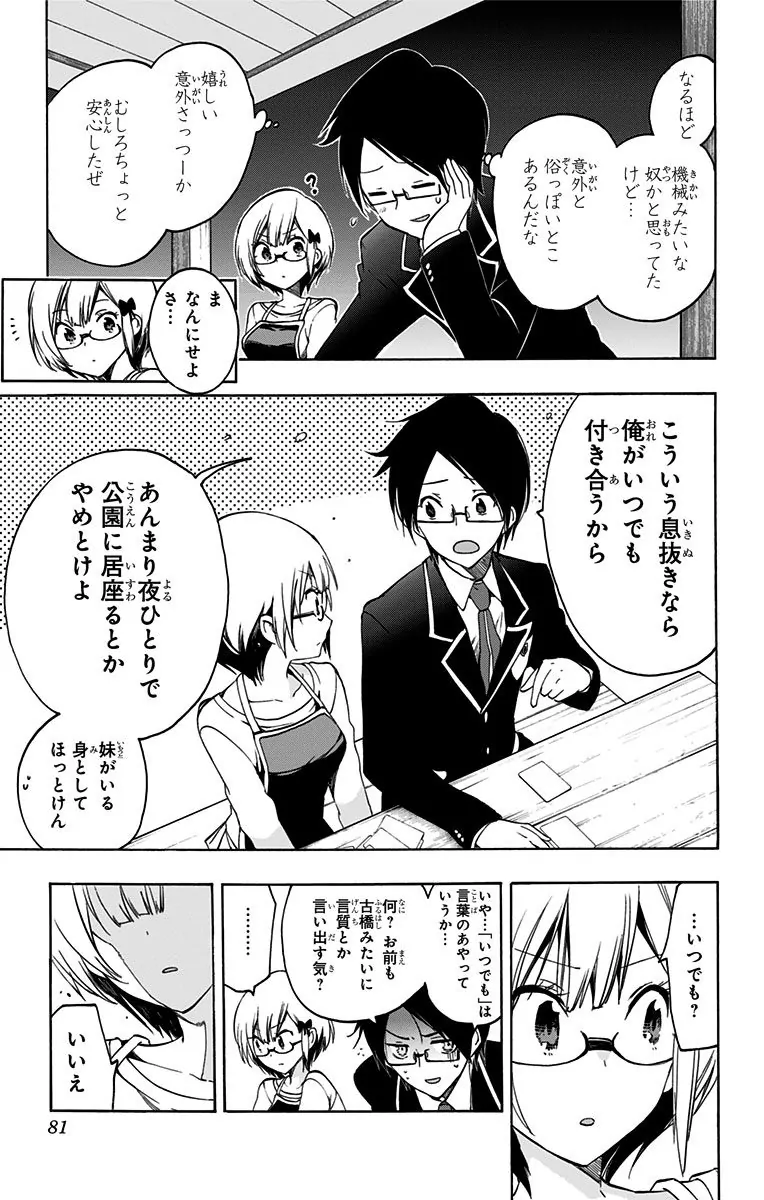 なるほど
機械みたいな
奴かと思ってた
けど…
意外と
俗っぽいとこ
あるんだな
嬉しい
意外さっつーか
むしろちょっと
安心したぜ
？
ま
なんにせよ
さ…
こういう息抜きなら
俺がいつでも
付き合うから
あんまり夜ひとりで
公園に居座るとか
やめとけよ
妹がいる
身として
ほっとけん
…いつでも？
いや…「いつでも」は
言葉のあやって
いうか…
何？お前も
古橋みたいに
言質とか
言い出す気？
………
………
いいえ
81